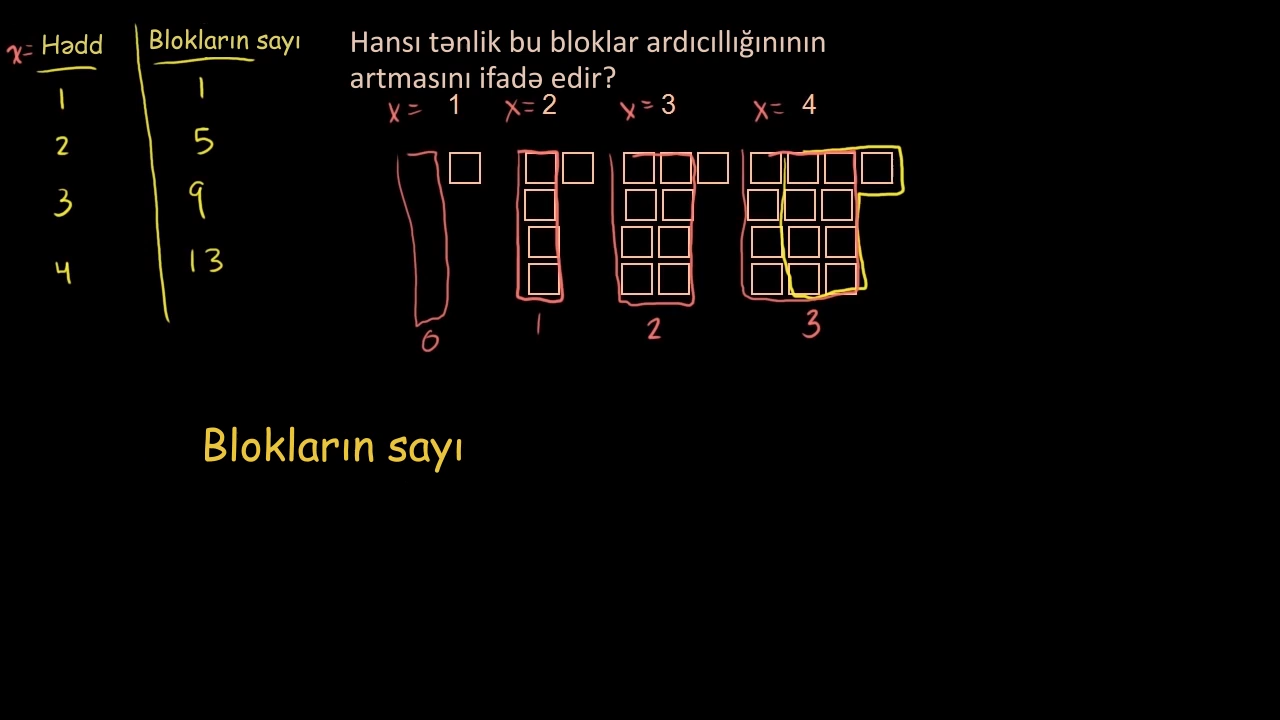 x= Hədd Blokların sayı
1 1
2 5
3 9
4 13
Hansı tənlik bu bloklar ardıcıllığınının
artmasını ifadə edir?
x= 1 x= 2 x= 3 x= 4
0 1 2 3
Blokların sayı